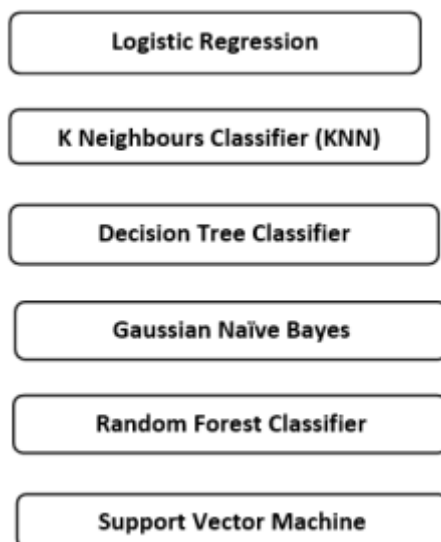 Logistic Regression
K Neighbours Classifier (KNN)
Decision Tree Classifier
Gaussian Naïve Bayes
Random Forest Classifier
Support Vector Machine